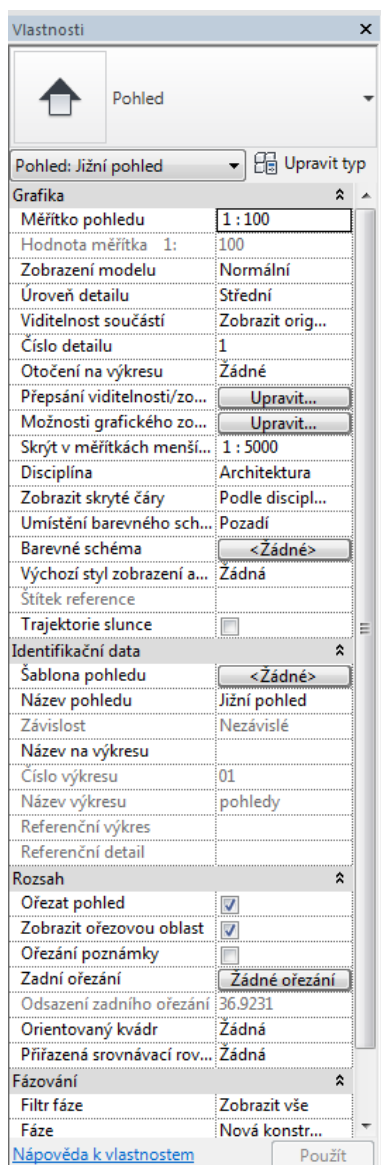 Vlastnosti
Pohled
Pohled: Jižní pohled Upravit typ
Grafika
Měřítko pohledu 1 : 100
Hodnota měřítka 1: 100
Zobrazení modelu Normální
Úroveň detailu Střední
Viditelnost součástí Zobrazit orig...
Číslo detailu 1
Otočení na výkresu Žádné
Přepsání viditelnosti/zo... Upravit...
Možnosti grafického zo... Upravit...
Skrýt v měřítkách menší... 1 : 5000
Disciplína Architektura
Zobrazit skryté čáry Podle discipl...
Umístění barevného sch... Pozadí
Barevné schéma <Žádné>
Výchozí styl zobrazení a... Žádná
Štítek reference
Trajektorie slunce
Identifikační data
Šablona pohledu <Žádné>
Název pohledu Jižní pohled
Závislost Nezávislé
Název na výkresu
Číslo výkresu 01
Název výkresu pohledy
Referenční výkres
Referenční detail
Rozsah
Ořezat pohled
Zobrazit ořezovou oblast
Ořezání poznámky
Zadní ořezání Žádné ořezání
Odsazení zadního ořezání 36.9231
Orientovaný kvádr Žádná
Přiřazená srovnávací rov... Žádná
Fázování
Filtr fáze Zobrazit vše
Fáze Nová konstr...
Nápověda k vlastnostem Použít